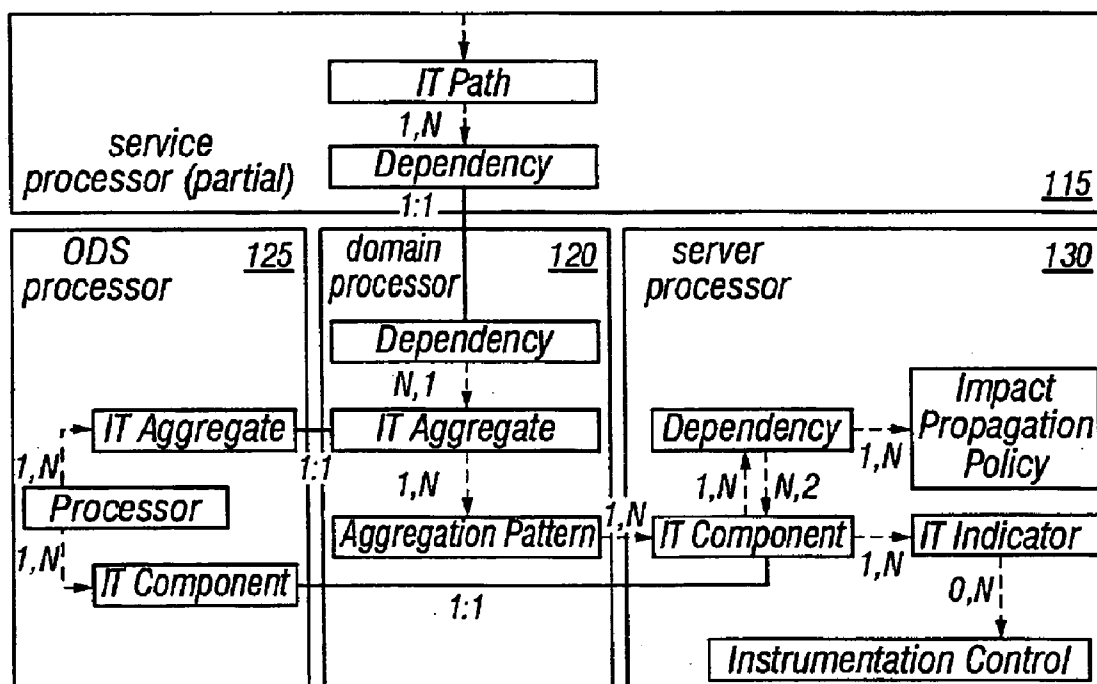 IT Path
1,N
service
processor (partial)
Dependency
115
1:1
ODS
processor
125
domain
processor
120
server
processor
130
Dependency
N,1
Impact
Propagation
Policy
IT Aggregate
1:1
IT Aggregate
Dependency
1,N
1,N
Processor
1,N
1,N
N,2
Aggregation Pattern
1,N
IT Component
1,N
IT Indicator
1,N
IT Component
1:1
0,N
Instrumentation Control